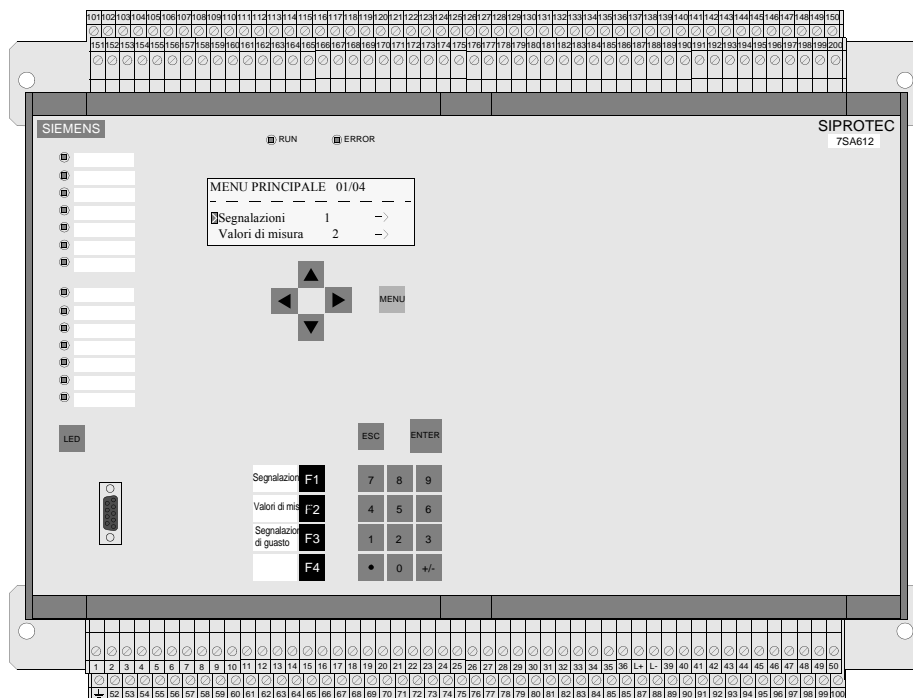 101 102 103 104 105 106 107 108 109 110 111 112 113 114 115 116 117 118 119 120 121 122 123 124 125 126 127 128 129 130 131 132 133 134 135 136 137 138 139 140 141 142 143 144 145 146 147 148 149 150
151 152 153 154 155 156 157 158 159 160 161 162 163 164 165 166 167 168 169 170 171 172 173 174 175 176 177 178 179 180 181 182 183 184 185 186 187 188 189 190 191 192 193 194 195 196 197 198 199 200
SIEMENS
SIPROTEC
7SA612
RUN ERROR
MENU PRINCIPALE 01/04
Segnalazioni 1
Valori di misura 2
MENU
LED
ESC ENTER
Segnalazion F1 7 8 9
Valori di mis F2 4 5 6
Segnalazion
di guasto F3 1 2 3
F4 • 0 +/-
1 2 3 4 5 6 7 8 9 10 11 12 13 14 15 16 17 18 19 20 21 22 23 24 25 26 27 28 29 30 31 32 33 34 35 36 L+ L- 39 40 41 42 43 44 45 46 47 48 49 50
52 53 54 55 56 57 58 59 60 61 62 63 64 65 66 67 68 69 70 71 72 73 74 75 76 77 78 79 80 81 82 83 84 85 86 87 88 89 90 91 92 93 94 95 96 97 98 99 100